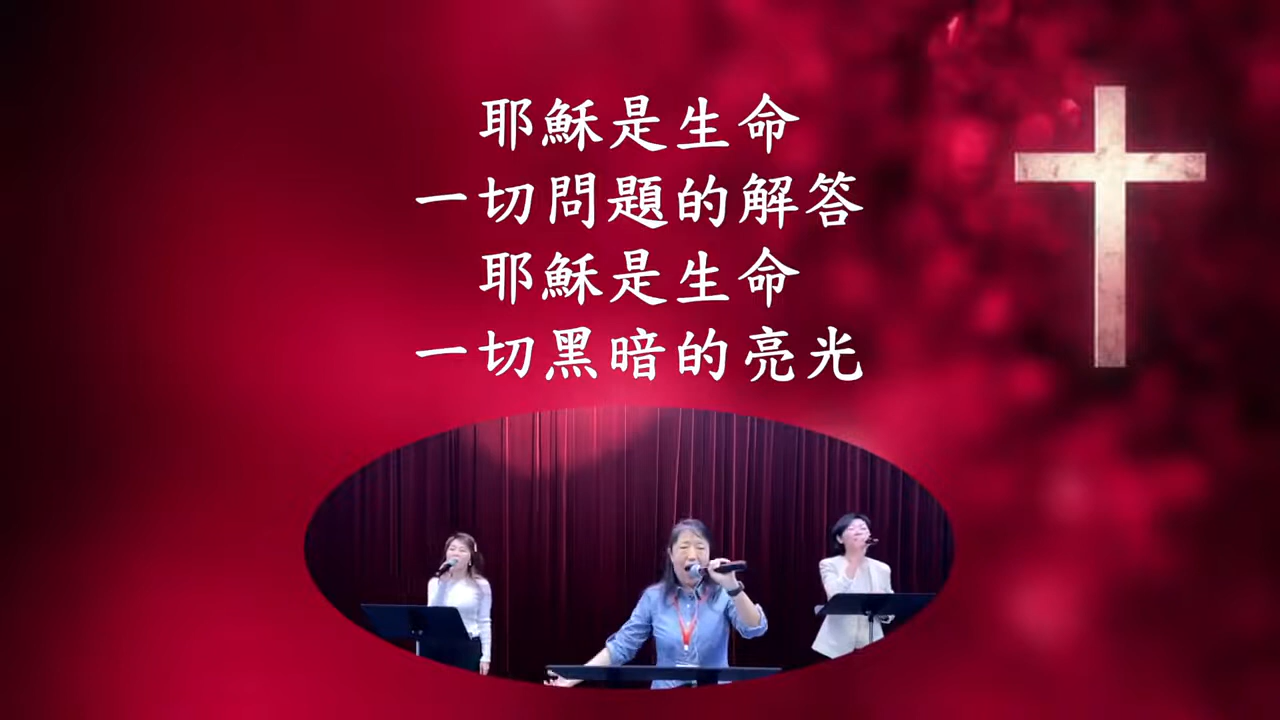 耶穌是生命
一切問題的解答
耶穌是生命
一切黑暗的亮光